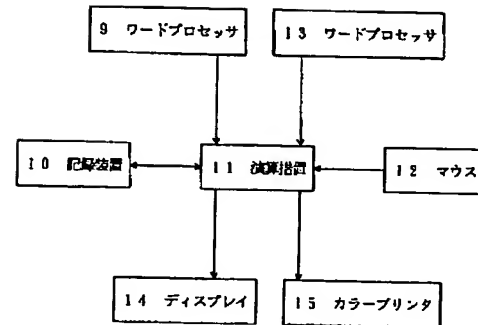 9 ワードプロセッサ
13 ワードプロセッサ
10 記録装置
11 演算措置
12 マウス
14 ディスプレイ
15 カラープリンタ